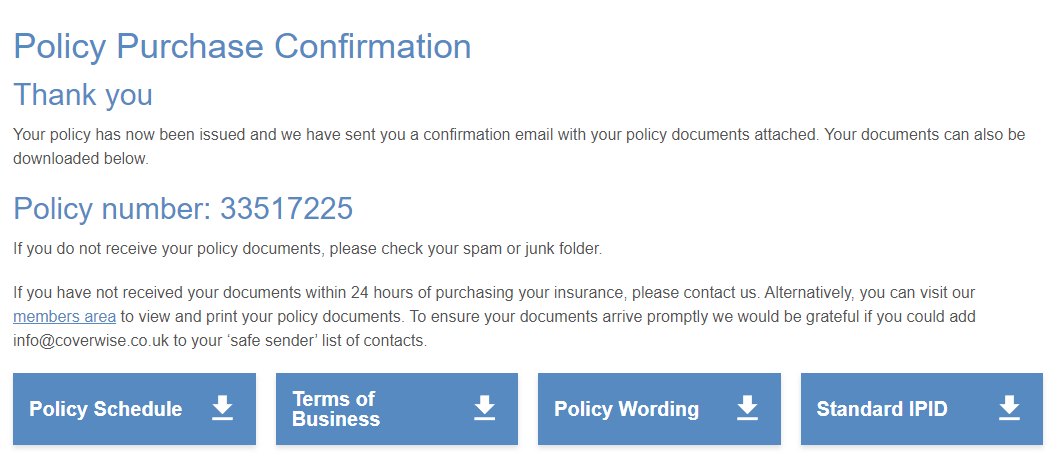 Policy Purchase Confirmation
Thank you
Your policy has now been issued and we have sent you a confirmation email with your policy documents attached. Your documents can also be
downloaded below.
Policy number: 33517225
If you do not receive your policy documents, please check your spam or junk folder.
If you have not received your documents within 24 hours of purchasing your insurance, please contact us. Alternatively, you can visit our
members area to view and print your policy documents. To ensure your documents arrive promptly we would be grateful if you could add
info@coverwise.co.uk to your ‘safe sender’ list of contacts.
Policy Schedule
Terms of
Business
Policy Wording
Standard IPID